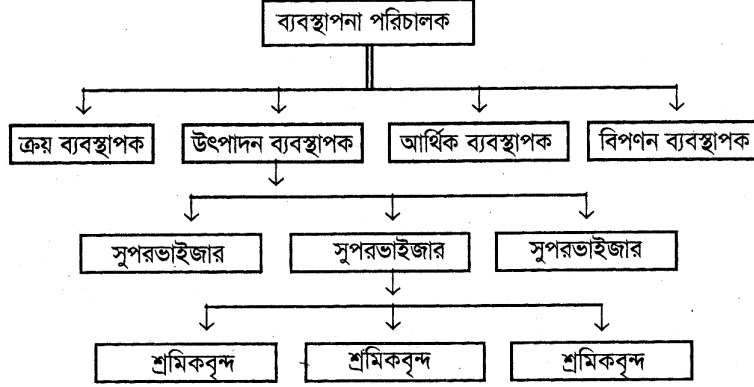 ব্যবস্থাপনা পরিচালক
ক্রয় ব্যবস্থাপক উৎপাদন ব্যবস্থাপক আর্থিক ব্যবস্থাপক বিপণন ব্যবস্থাপক
সুপরভাইজার সুপরভাইজার সুপরভাইজার
শ্রমিকবৃন্দ শ্রমিকবৃন্দ শ্রমিকবৃন্দ